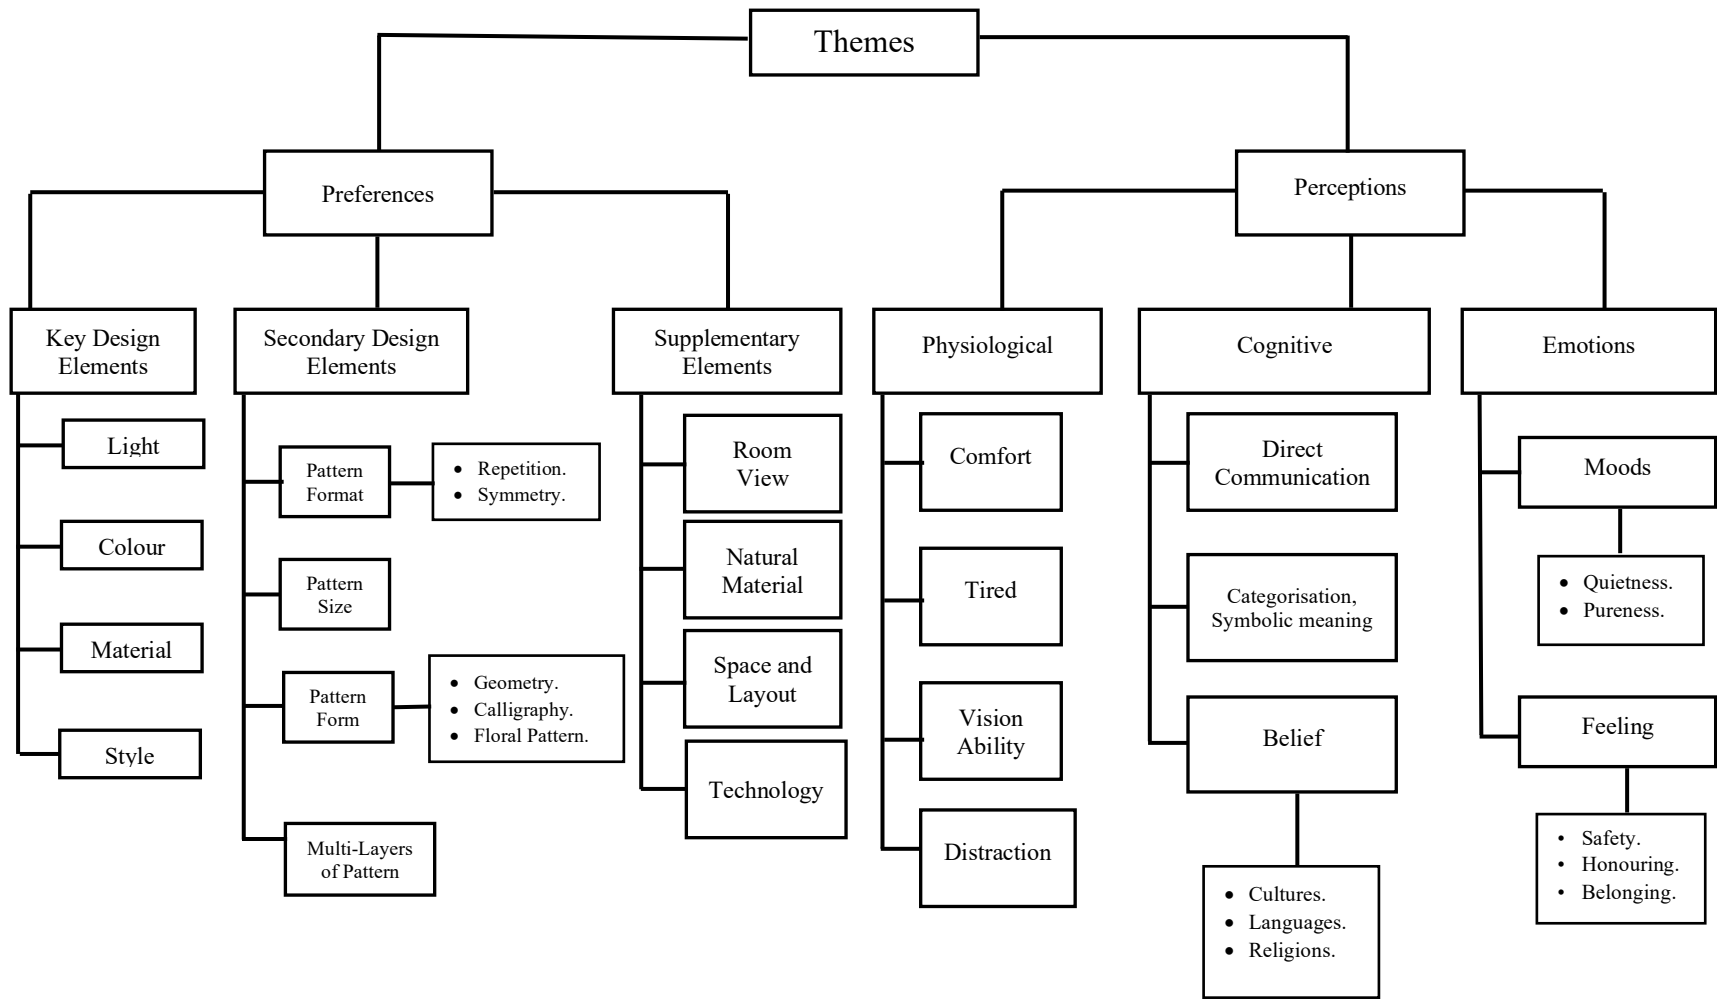 Themes
Preferences
Perceptions
Key Design
Elements
Secondary Design
Elements
Supplementary
Elements
Physiological
Cognitive
Emotions
Light
Colour
Material
Style
Pattern
Format
• Repetition.
• Symmetry.
Pattern
Size
Pattern
Form
• Geometry.
• Calligraphy.
• Floral Pattern.
Multi-Layers
of Pattern
Room
View
Natural
Material
Space and
Layout
Technology
Comfort
Tired
Vision
Ability
Distraction
Direct
Communication
Categorisation,
Symbolic meaning
Belief
• Cultures.
• Languages.
• Religions.
Moods
• Quietness.
• Pureness.
Feeling
• Safety.
• Honouring.
• Belonging.